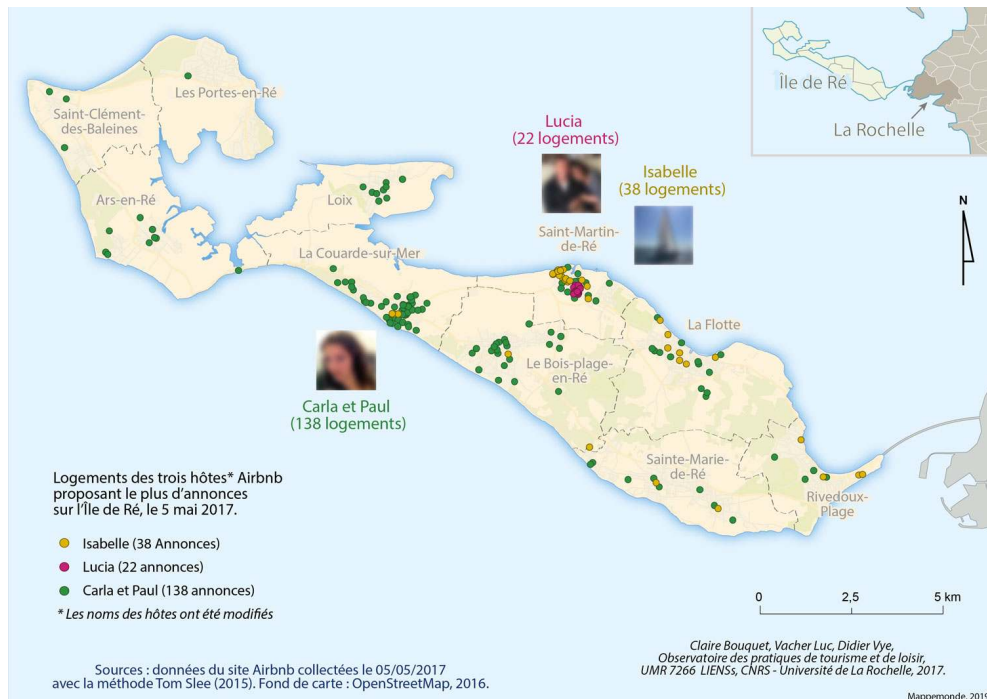 Île de Ré
La Rochelle
N
Les Portes-en-Ré
Saint-Clément-
des-Baleines
Ars-en-Ré
Loix
La Couarde-sur-Mer
Lucia
(22 logements)
Isabelle
(38 logements)
Saint-Martin-
de-Ré
La Flotte
Le Bois-plage-
en-Ré
Carla et Paul
(138 logements)
Sainte-Marie-
de-Ré
Rivedoux-
Plage
Logements des trois hôtes* Airbnb
proposant le plus d'annonces
sur l'Île de Ré, le 5 mai 2017.
Isabelle (38 Annonces)
Lucia (22 annonces)
Carla et Paul (138 annonces)
* Les noms des hôtes ont été modifiés
0 2,5 5 km
Sources : données du site Airbnb collectées le 05/05/2017
avec la méthode Tom Slee (2015). Fond de carte : OpenStreetMap, 2016.
Claire Bouquet, Vacher Luc, Didier Vye,
Observatoire des pratiques de tourisme et de loisir,
UMR 7266 LIENSs, CNRS - Université de La Rochelle, 2017.
Mappemonde, 2019